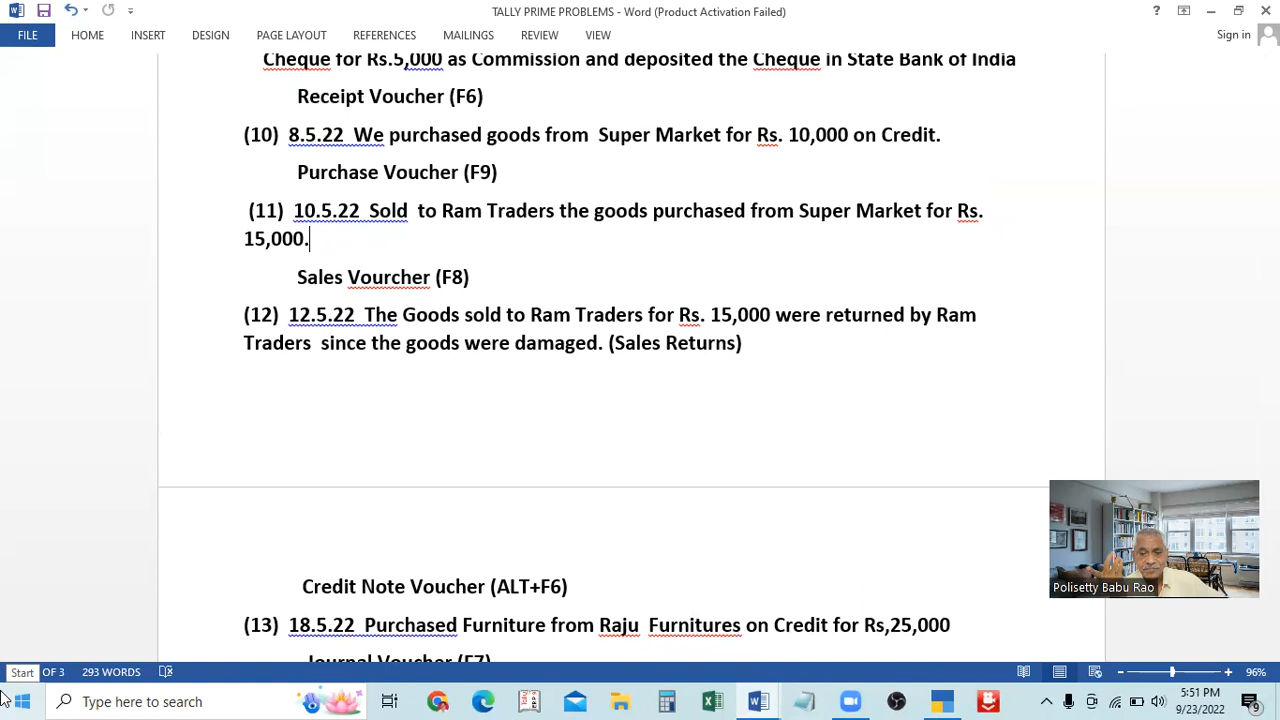 TALLY PRIME PROBLEMS - Word (Product Activation Failed)
FILE HOME INSERT DESIGN PAGE LAYOUT REFERENCES MAILINGS REVIEW VIEW Sign in
Cheque for Rs.5,000 as Commission and deposited the Cheque in State Bank of India
Receipt Voucher (F6)
(10) 8.5.22 We purchased goods from Super Market for Rs. 10,000 on Credit.
Purchase Voucher (F9)
(11) 10.5.22 Sold to Ram Traders the goods purchased from Super Market for Rs.
15,000.
Sales Vourcher (F8)
(12) 12.5.22 The Goods sold to Ram Traders for Rs. 15,000 were returned by Ram
Traders since the goods were damaged. (Sales Returns)
Polisetty Babu Rao
Credit Note Voucher (ALT+F6)
(13) 18.5.22 Purchased Furniture from Raju Furnitures on Credit for Rs,25,000
Journal Voucher (F7)
Start OF 3 293 WORDS 96%
Type here to search
5:51 PM
9/23/2022
9